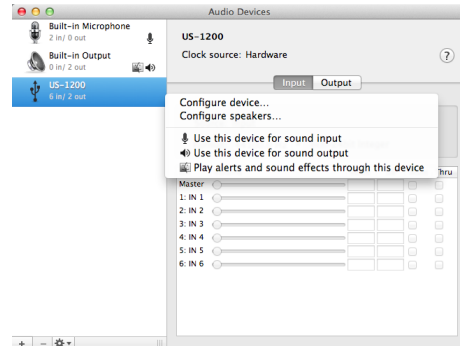 Audio Devices
Built-in Microphone
2 in/ 0 out
Built-in Output
0 in/ 2 out
US-1200
6 in/ 2 out
US-1200
Clock source: Hardware
?
Input Output
Configure device...
Configure speakers...
Use this device for sound input
Use this device for sound output
Play alerts and sound effects through this device
Thru
Master
1: IN 1
2: IN 2
3: IN 3
4: IN 4
5: IN 5
6: IN 6